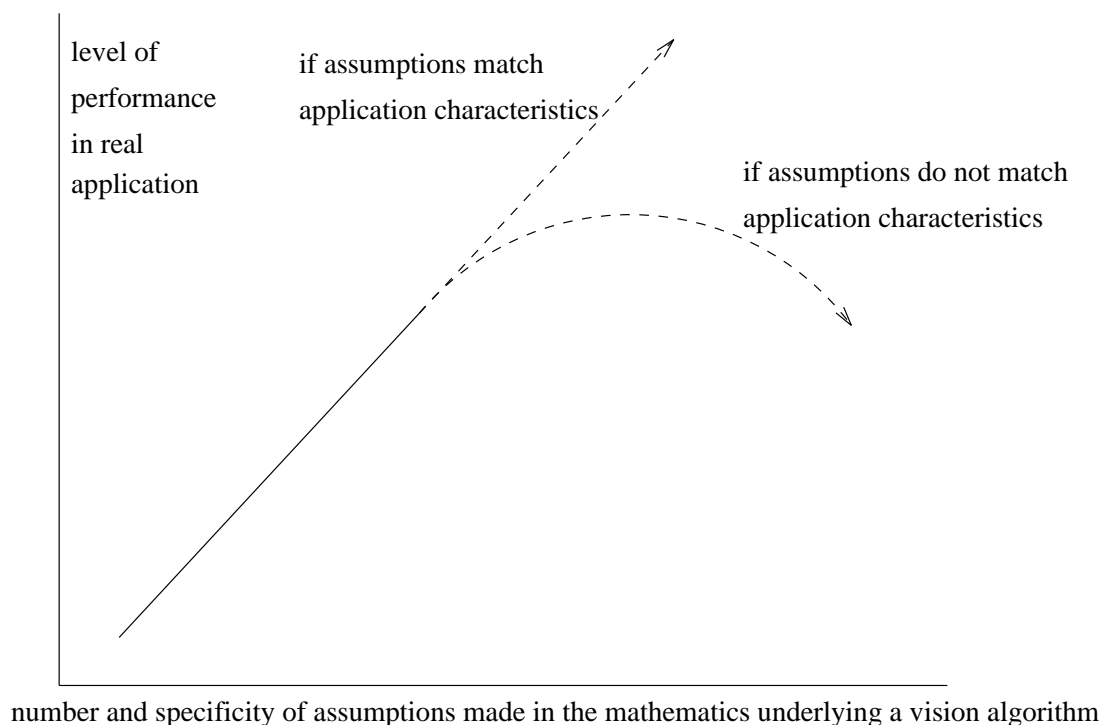 level of
performance
in real
application
if assumptions match
application characteristics
if assumptions do not match
application characteristics
number and specificity of assumptions made in the mathematics underlying a vision algorithm